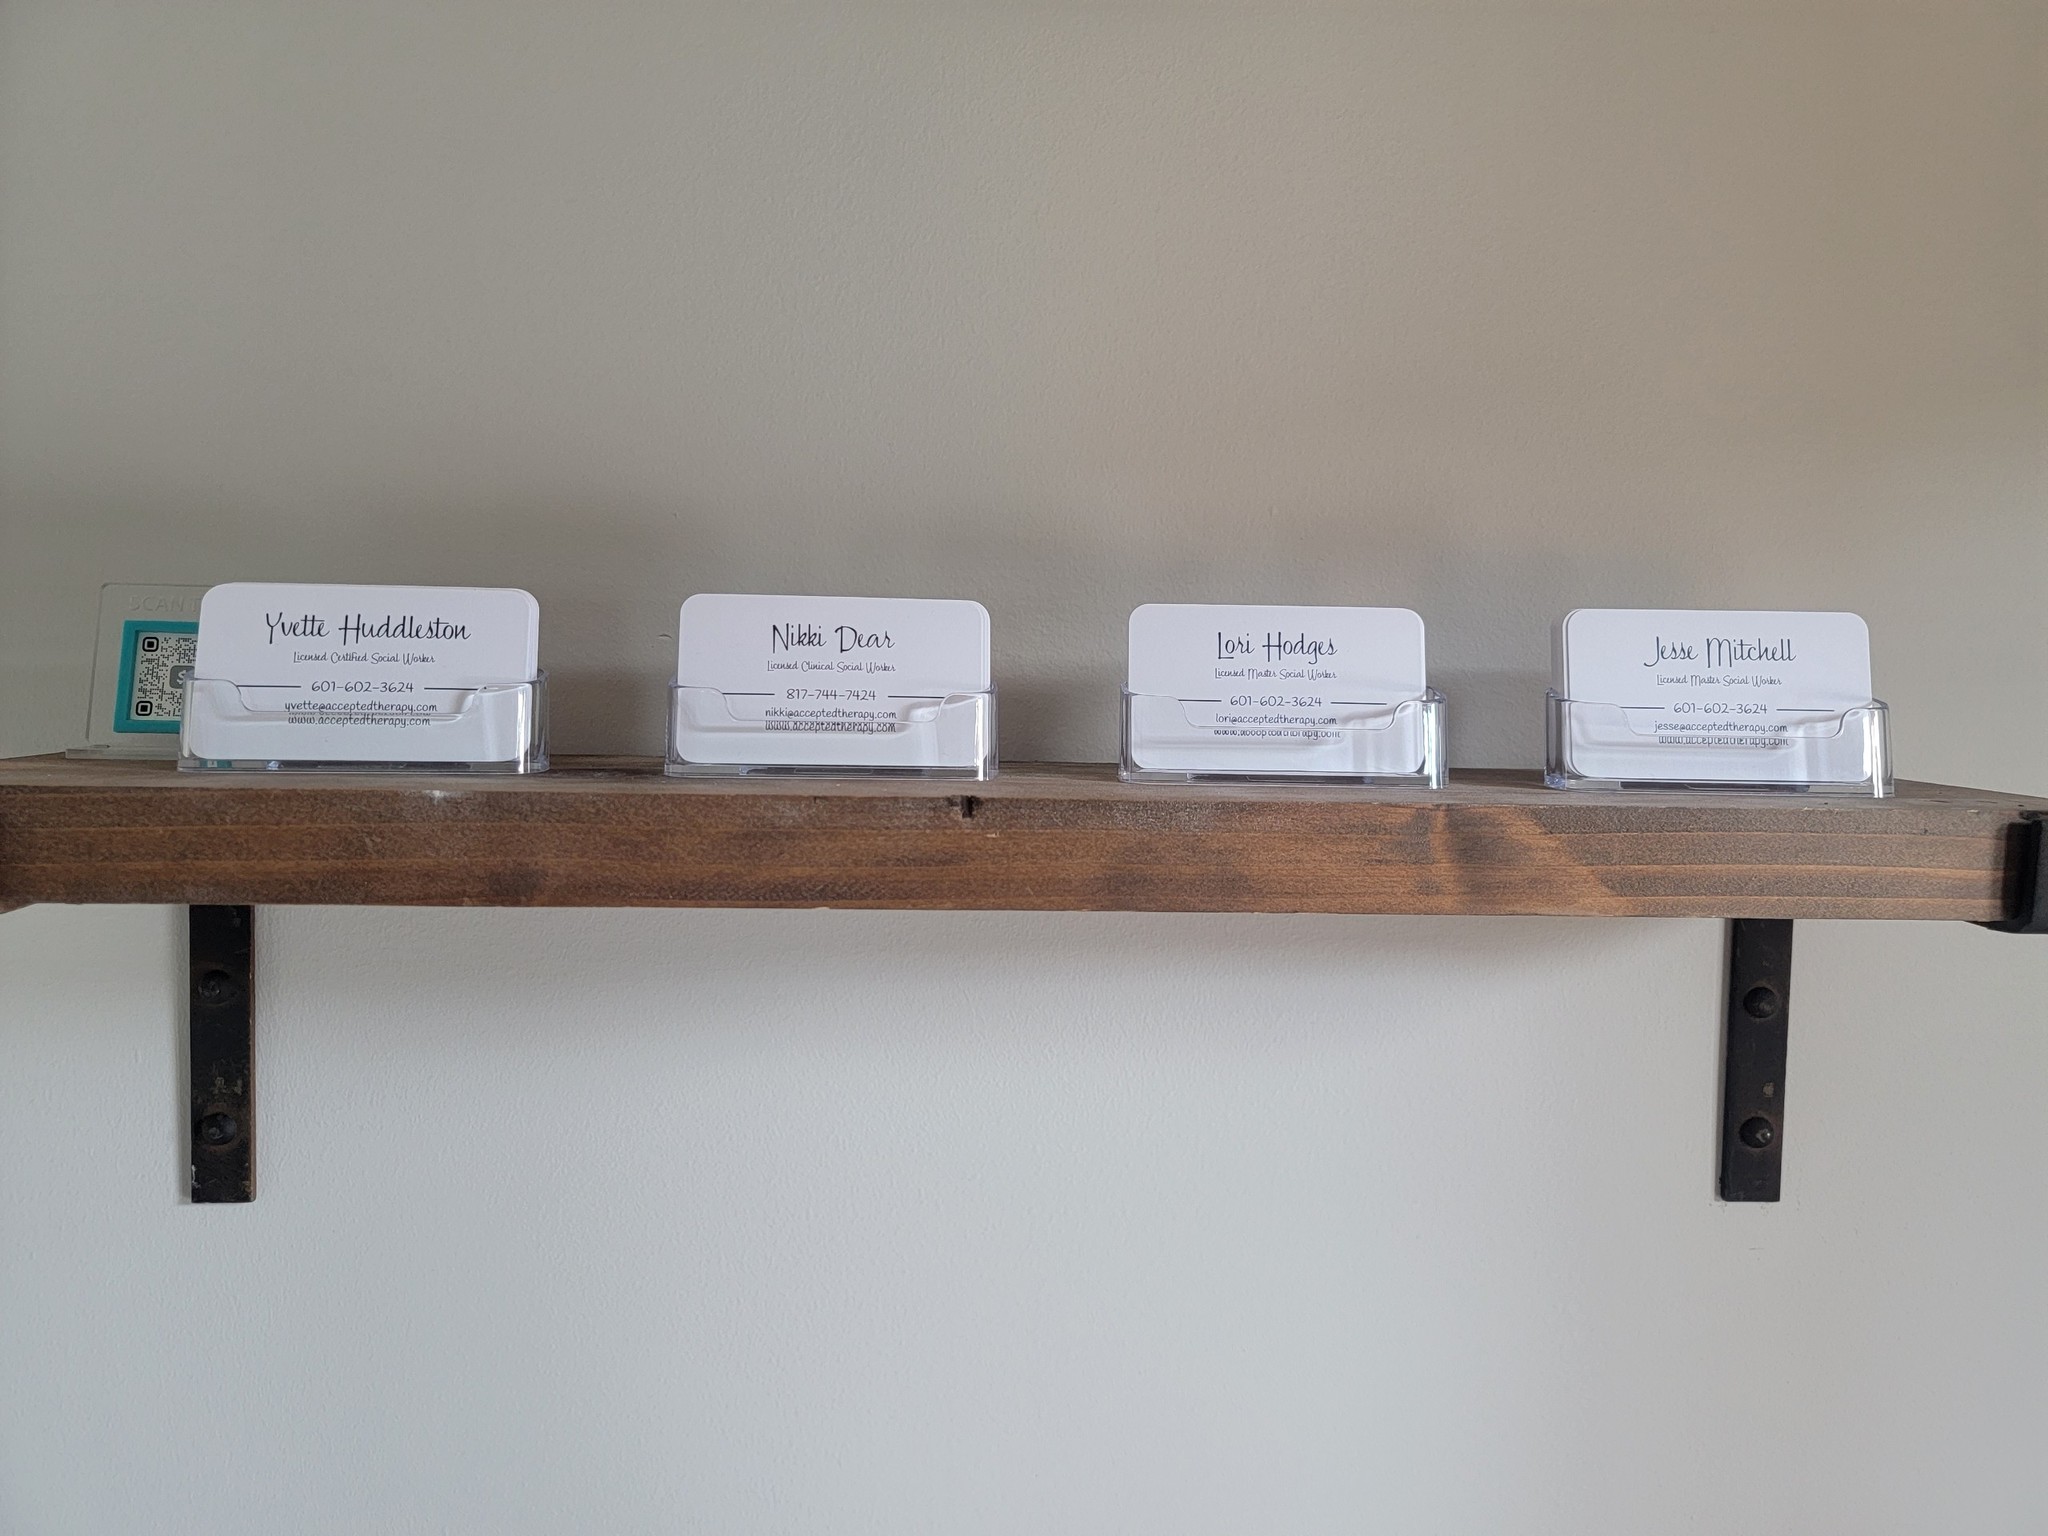 SCAN
Yvette Huddleston
Licensed Certified Social Worker
601-602-3624
yvette@acceptedtherapy.com
www.acceptedtherapy.com
Nikki Dear
Licensed Clinical Social Worker
817-744-7424
nikki@acceptedtherapy.com
www.acceptedtherapy.com
Lori Hodges
Licensed Master Social Worker
601-602-3624
lori@acceptedtherapy.com
www.acceptedtherapy.com
Jesse Mitchell
Licensed Master Social Worker
601-602-3624
jesse@acceptedtherapy.com
www.acceptedtherapy.com